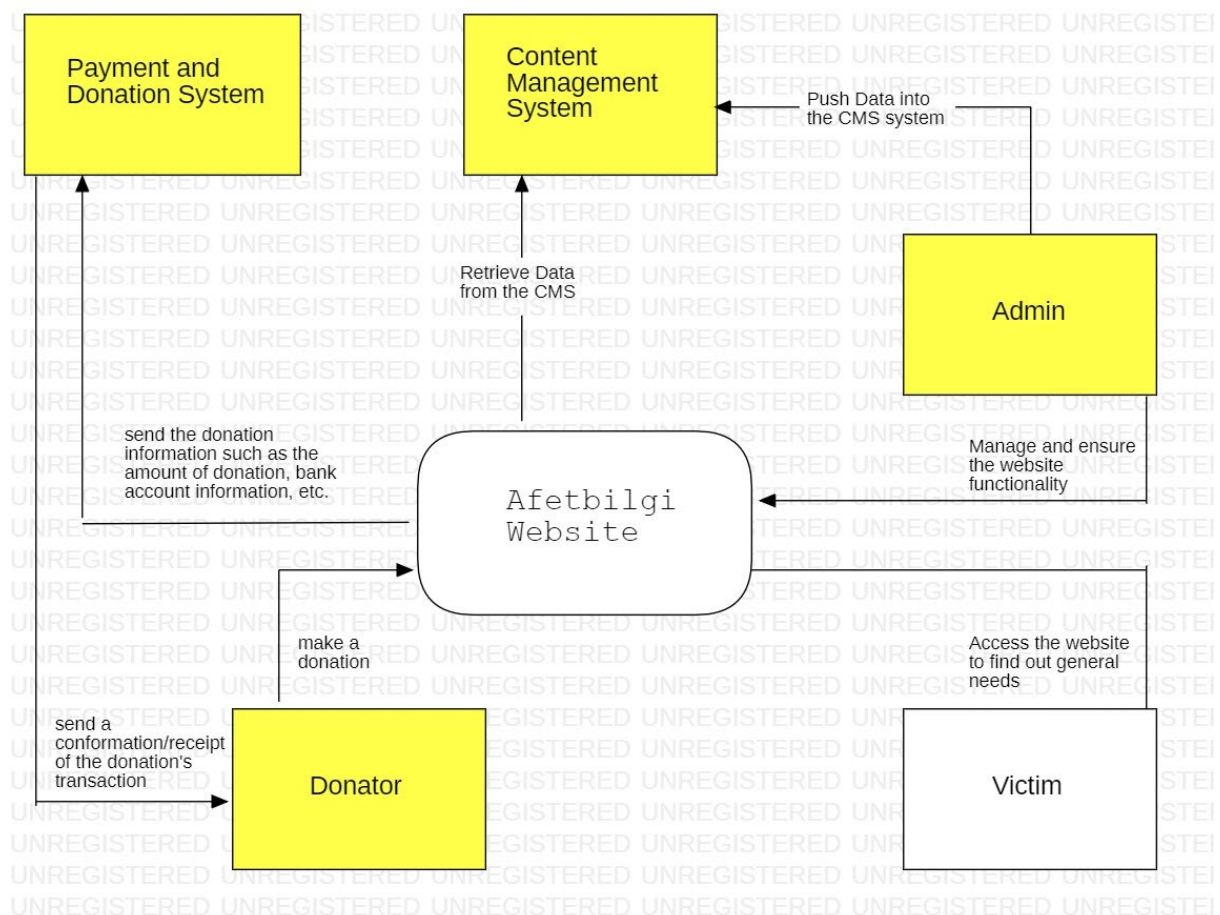 Payment and
Donation System
Content
Management
System
Push Data into
the CMS system
Retrieve Data
from the CMS
Admin
send the donation
information such as the
amount of donation, bank
account information, etc.
Manage and ensure
the website
functionality
Afetbilgi
Website
make a
donation
Access the website
to find out general
needs
send a
conformation/receipt
of the donation's
transaction
Donator
Victim
UNREGISTERED